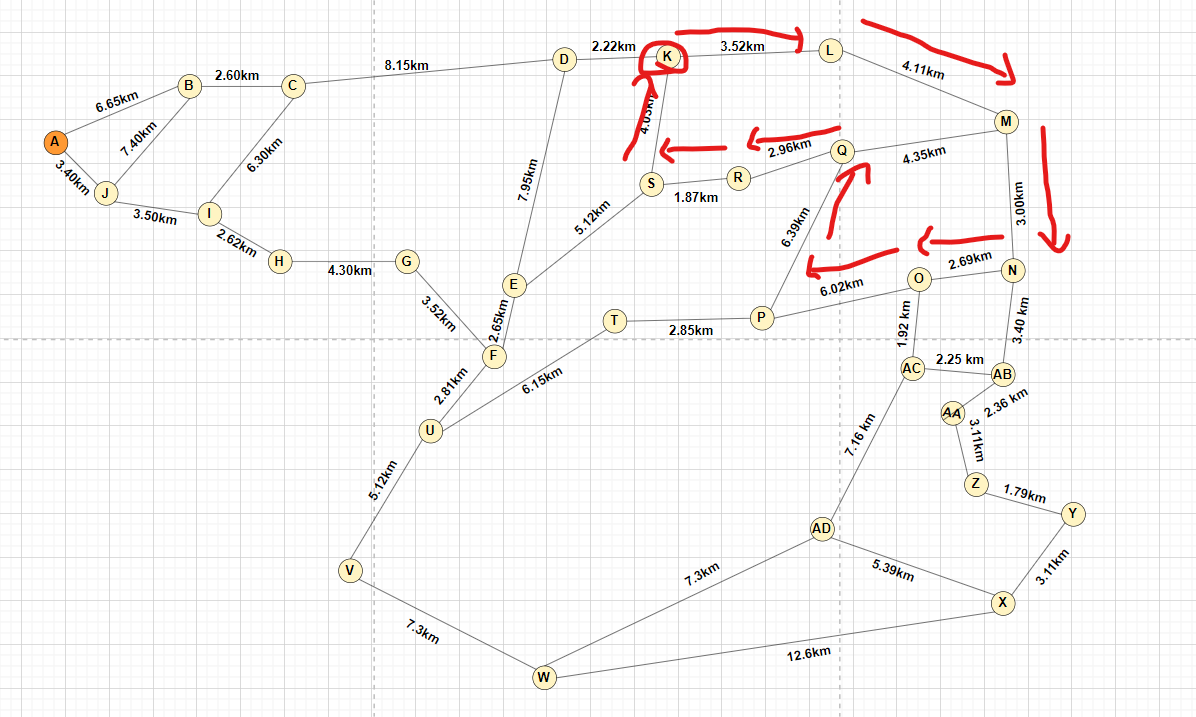 2.22km
K
3.52km
L
D
8.15km
4.11km
2.60km
B
C
6.65km
4.03km
M
A
7.40km
6.30km
2.96km
Q
4.35km
3.40km
7.95km
S
R
1.87km
J
3.50km
I
5.12km
6.39km
3.00km
2.62km
H
4.30km
G
E
6.02km
O
2.69km
N
3.52km
2.65km
T
2.85km
P
1.92 km
3.40 km
F
2.25 km
AC
AB
2.81km
6.15km
2.36 km
AA
U
7.16 km
3.11km
5.12km
Z
1.79km
Y
AD
V
7.3km
5.39km
3.11km
X
7.3km
12.6km
W